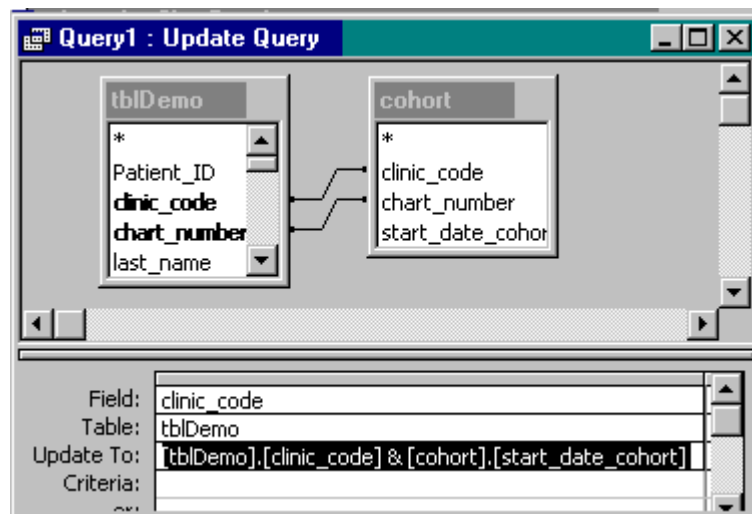 Query1 : Update Query
tblDemo
*
Patient_ID
clinic_code
chart_number
last_name
cohort
*
clinic_code
chart_number
start_date_cohor
Field: clinic_code
Table: tblDemo
Update To: [tblDemo].[clinic_code] & [cohort].[start_date_cohort]
Criteria: